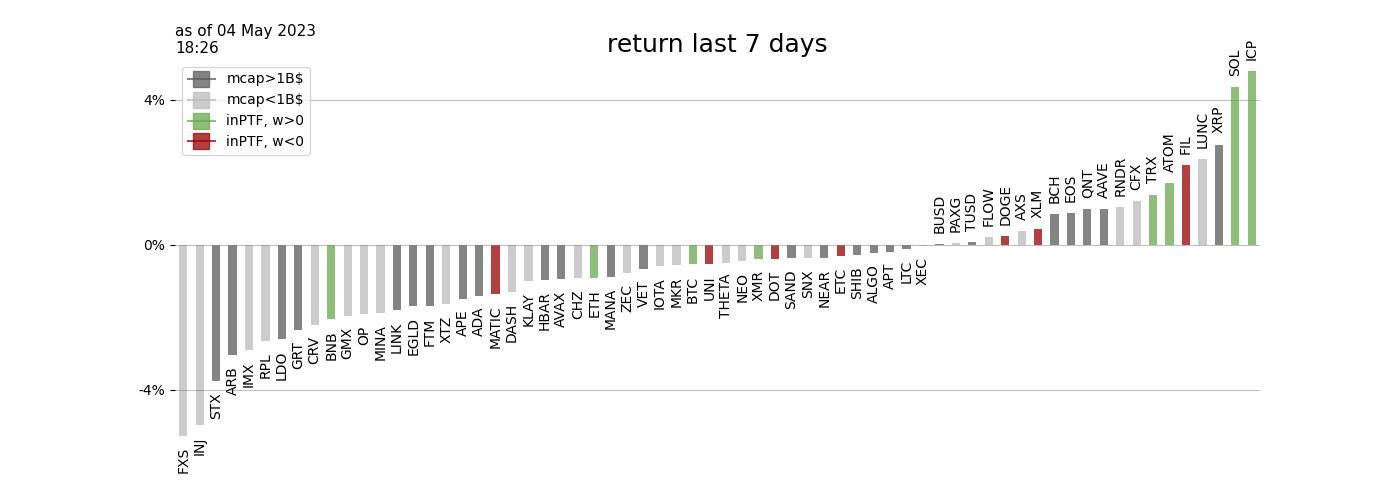 as of 04 May 2023
18:26
return last 7 days
mcap>1B$
mcap<1B$
inPTF, w>0
inPTF, w<0
4%
0%
-4%
FXS
INJ
STX
ARB
IMX
RPL
LDO
GRT
CRV
BNB
GMX
OP
MINA
LINK
EGLD
FTM
XTZ
APE
ADA
MATIC
DASH
KLAY
HBAR
AVAX
CHZ
ETH
MANA
ZEC
VET
IOTA
MKR
BTC
UNI
THETA
NEO
XMR
DOT
SAND
SNX
NEAR
ETC
SHIB
ALGO
APT
LTC
XEC
BUSD
PAXG
TUSD
FLOW
DOGE
AXS
XLM
BCH
EOS
QNT
AAVE
RNDR
CFX
TRX
ATOM
FIL
LUNC
XRP
SOL
ICP